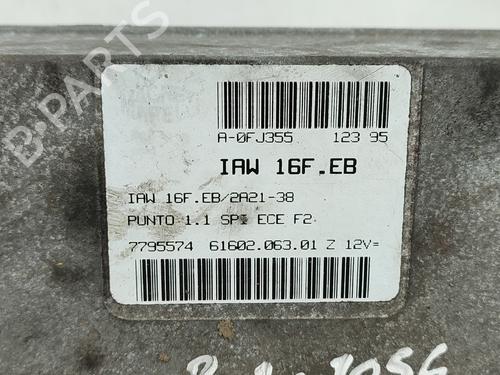 B-PARTS
A-0FJ355 123 95
IAW 16F.EB
IAW 16F.EB/2A21-38
PUNTO 1.1 SPI ECE F2
7795574 61602.063.01 Z 12V=